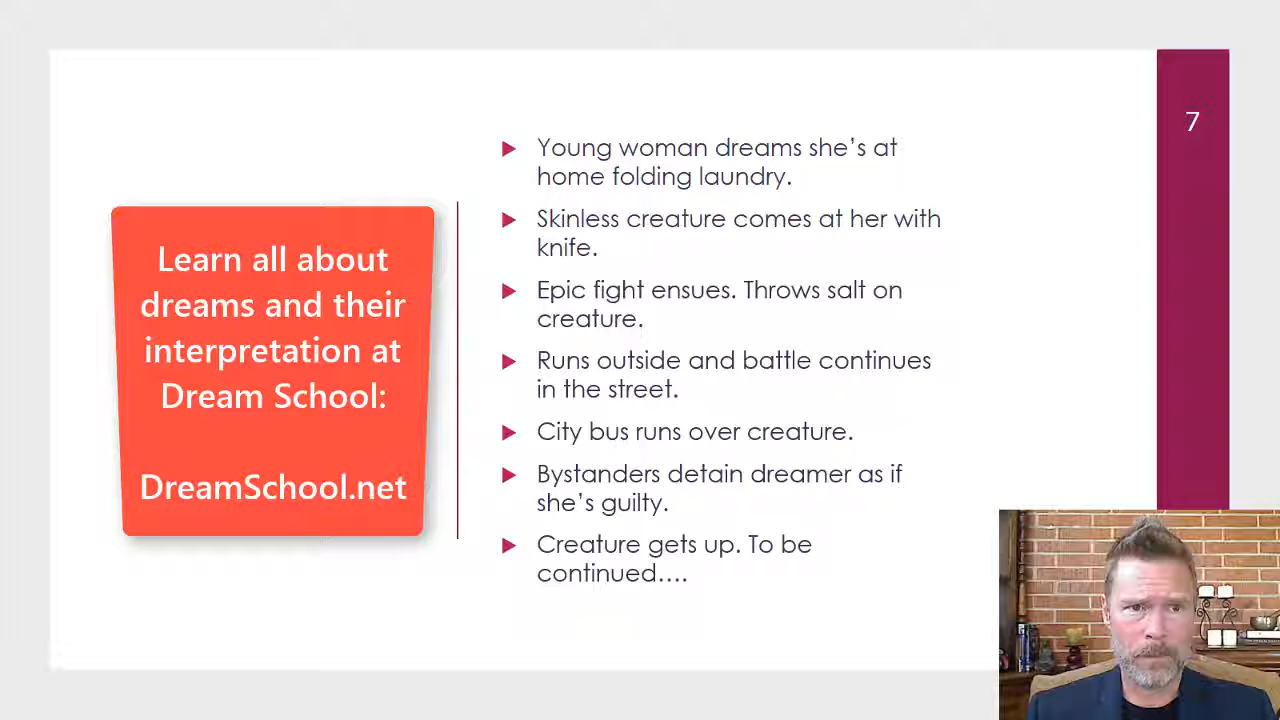 Learn all about
dreams and their
interpretation at
Dream School:
DreamSchool.net
Young woman dreams she’s at
home folding laundry.
Skinless creature comes at her with
knife.
Epic fight ensues. Throws salt on
creature.
Runs outside and battle continues
in the street.
City bus runs over creature.
Bystanders detain dreamer as if
she’s guilty.
Creature gets up. To be
continued….
7